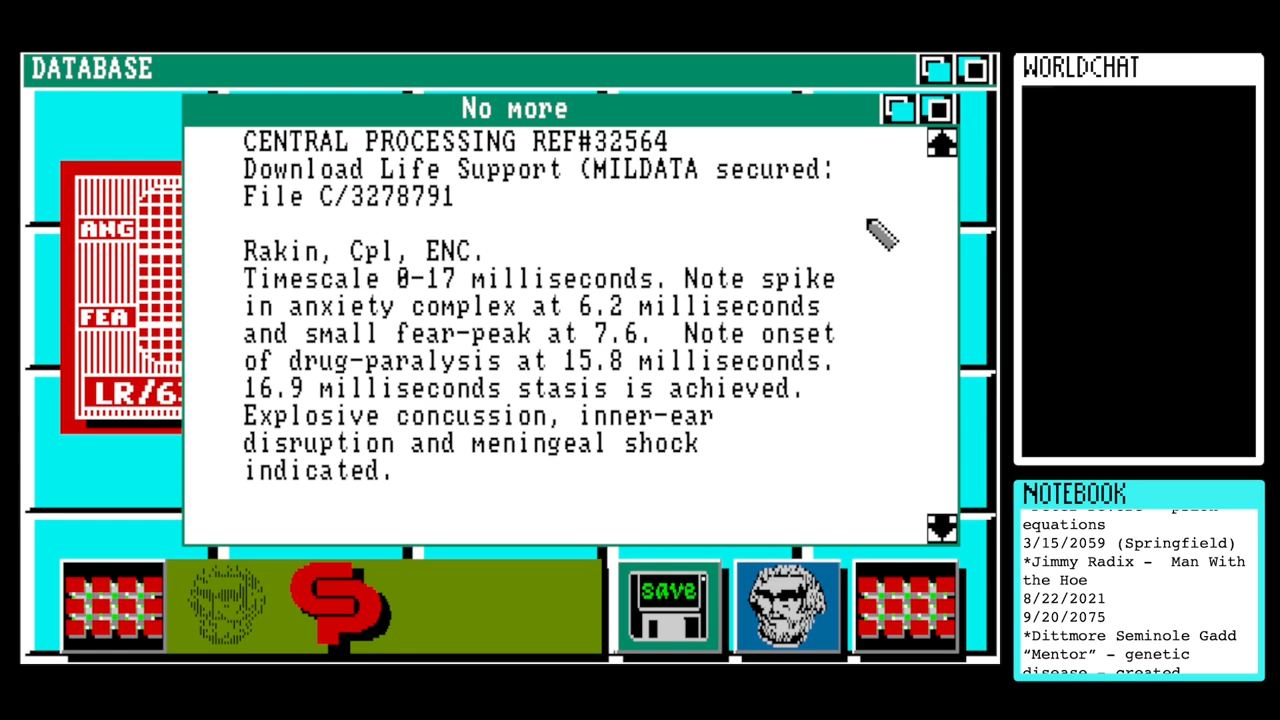 DATABASE
No more
CENTRAL PROCESSING REF#32564
Download Life Support (MILDATA secured:
File C/3278791
Rakin, Cpl, ENC.
Timescale 0-17 milliseconds. Note spike
in anxiety complex at 6.2 milliseconds
and small fear-peak at 7.6.  Note onset
of drug-paralysis at 15.8 milliseconds.
16.9 milliseconds stasis is achieved.
Explosive concussion, inner-ear
disruption and meningeal shock
indicated.
ANG
FEA
LR/6
save
WORLDCHAT
NOTEBOOK
equations
3/15/2059 (Springfield)
*Jimmy Radix -  Man With
the Hoe
8/22/2021
9/20/2075
*Dittmore Seminole Gadd
“Mentor” - genetic
disease - created